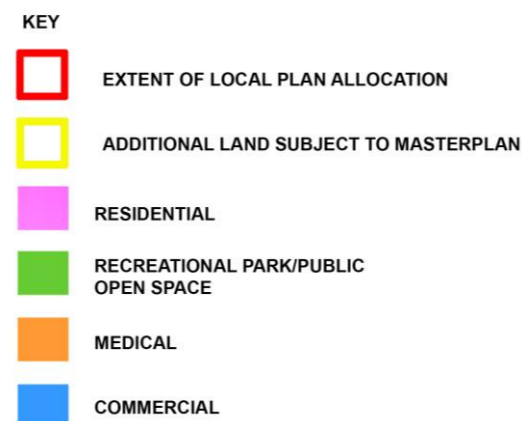 KEY
EXTENT OF LOCAL PLAN ALLOCATION
ADDITIONAL LAND SUBJECT TO MASTERPLAN
RESIDENTIAL
RECREATIONAL PARK/PUBLIC
OPEN SPACE
MEDICAL
COMMERCIAL